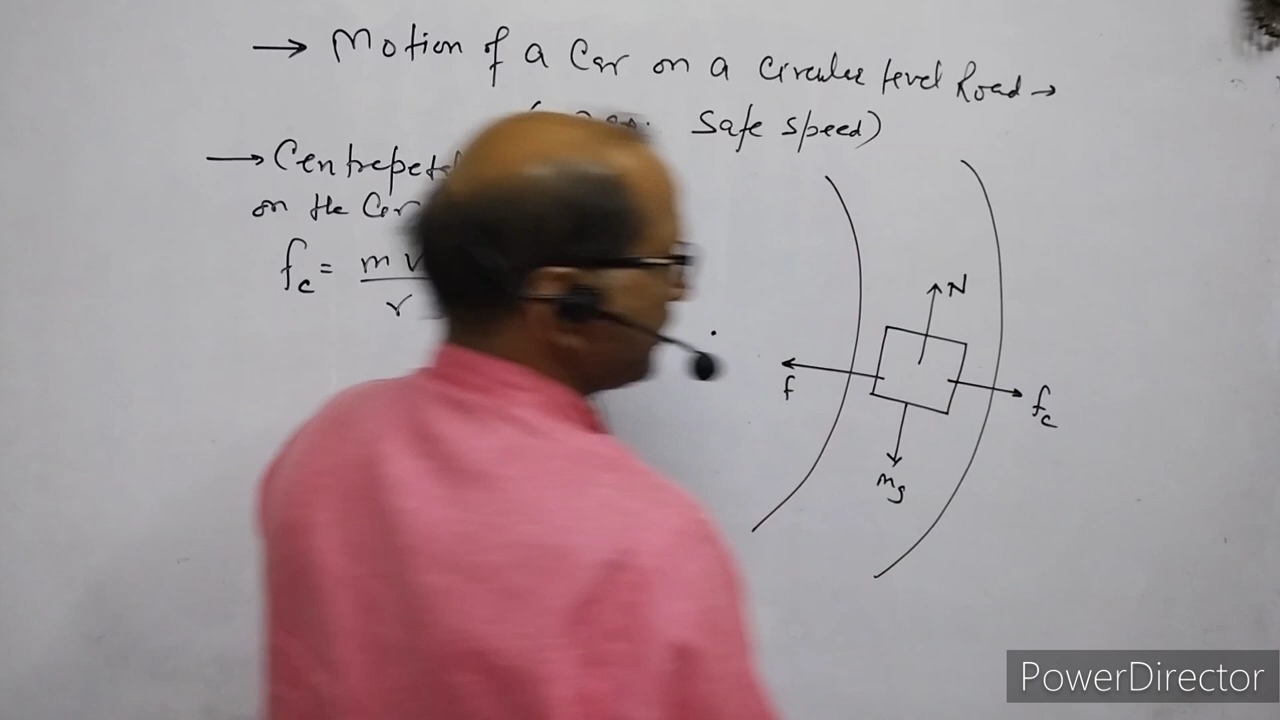 → Motion of a Car on a Circular level Road →
Safe speed)
→ Centrepet
on the Car
fc = mv
r
N
f
fc
mg
PowerDirector